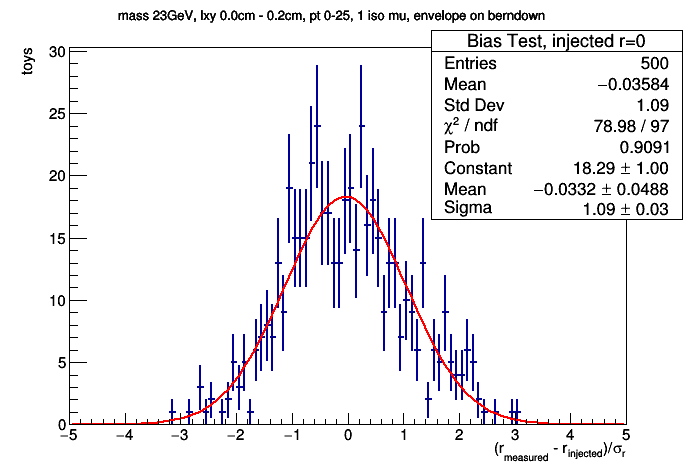 mass 23GeV, lxy 0.0cm - 0.2cm, pt 0-25, 1 iso mu, envelope on berndown
Bias Test, injected r=0
Entries 500
Mean −0.03584
Std Dev 1.09
χ² / ndf 78.98 / 97
Prob 0.9091
Constant 18.29 ± 1.00
Mean −0.0332 ± 0.0488
Sigma 1.09 ± 0.03
toys
30
25
20
15
10
5
0
−5 −4 −3 −2 −1 0 1 2 3 4 5
(r_measured - r_injected)/σ_r